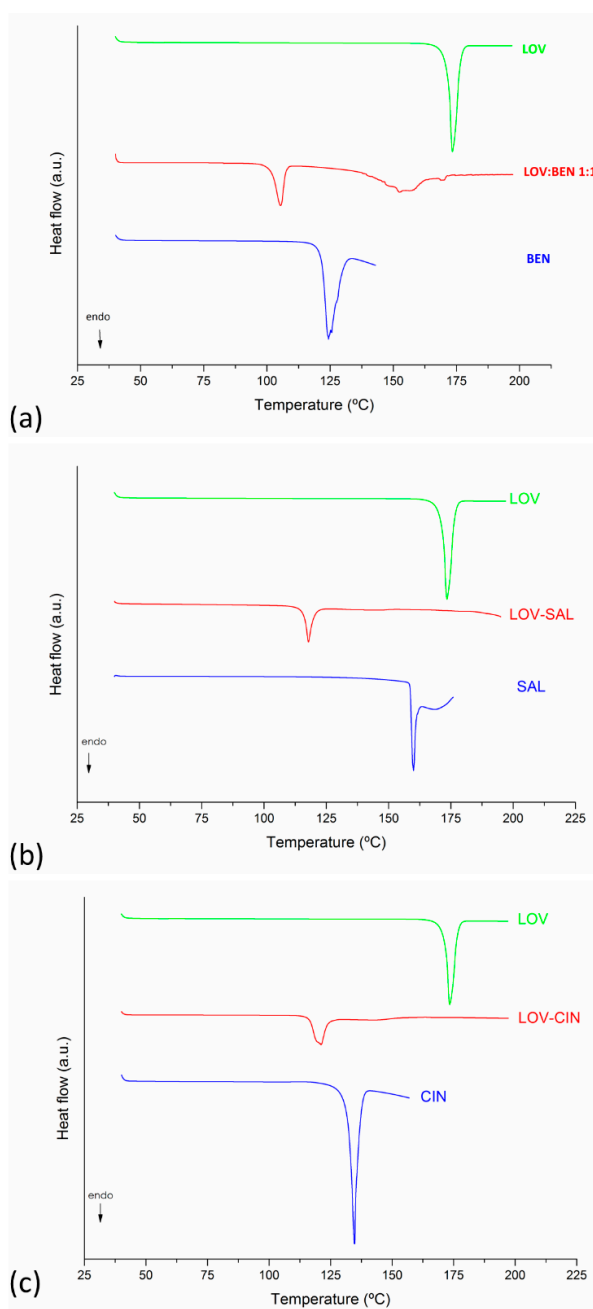 LOV
LOV:BEN 1:1
BEN
Heat flow (a.u.)
endo
25 50 75 100 125 150 175 200
Temperature (ºC)
(a)
LOV
LOV-SAL
SAL
Heat flow (a.u.)
endo
25 50 75 100 125 150 175 200 225
Temperature (ºC)
(b)
LOV
LOV-CIN
CIN
Heat flow (a.u.)
endo
25 50 75 100 125 150 175 200 225
Temperature (ºC)
(c)